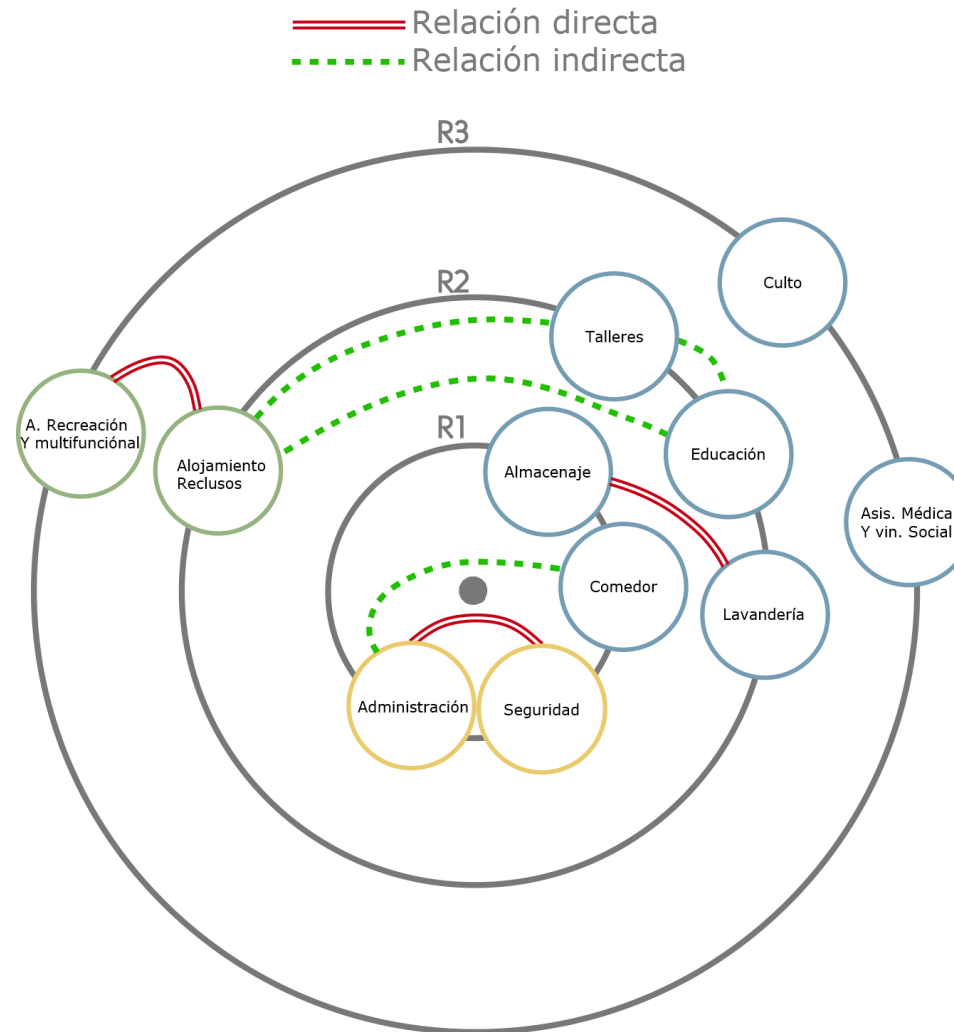 Relación directa
Relación indirecta
R3
Culto
R2
Talleres
A. Recreación
Y multifunciónal
R1
Alojamiento
Reclusos
Almacenaje
Educación
Asis. Médica
Y vin. Social
Comedor
Lavandería
Administración
Seguridad